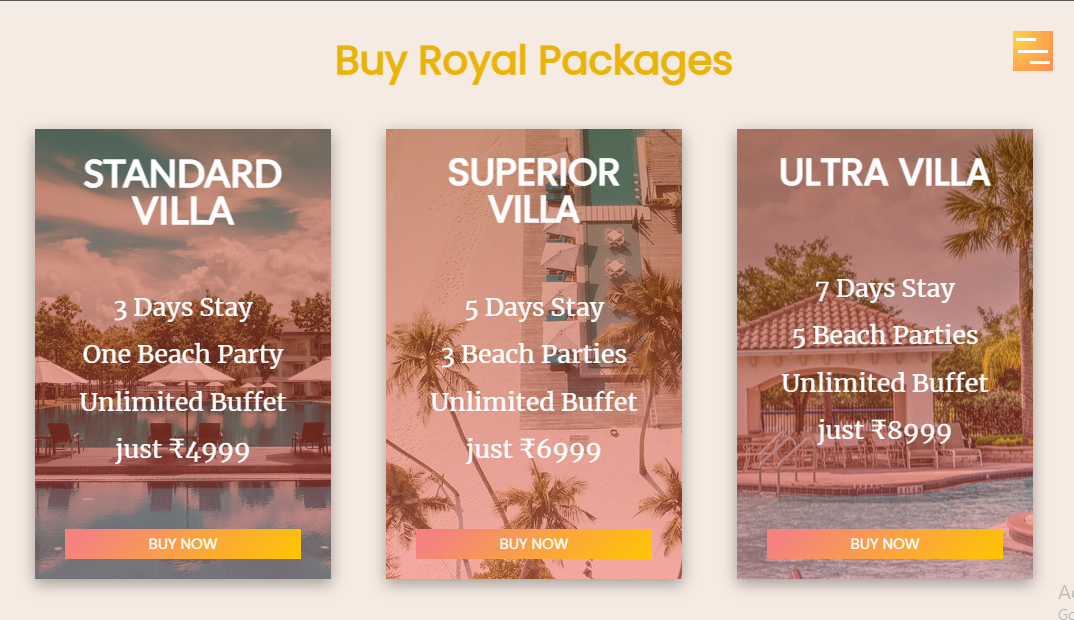 Buy Royal Packages
STANDARD
VILLA
3 Days Stay
One Beach Party
Unlimited Buffet
just ₹4999
BUY NOW
SUPERIOR
VILLA
5 Days Stay
3 Beach Parties
Unlimited Buffet
just ₹6999
BUY NOW
ULTRA VILLA
7 Days Stay
5 Beach Parties
Unlimited Buffet
just ₹8999
BUY NOW